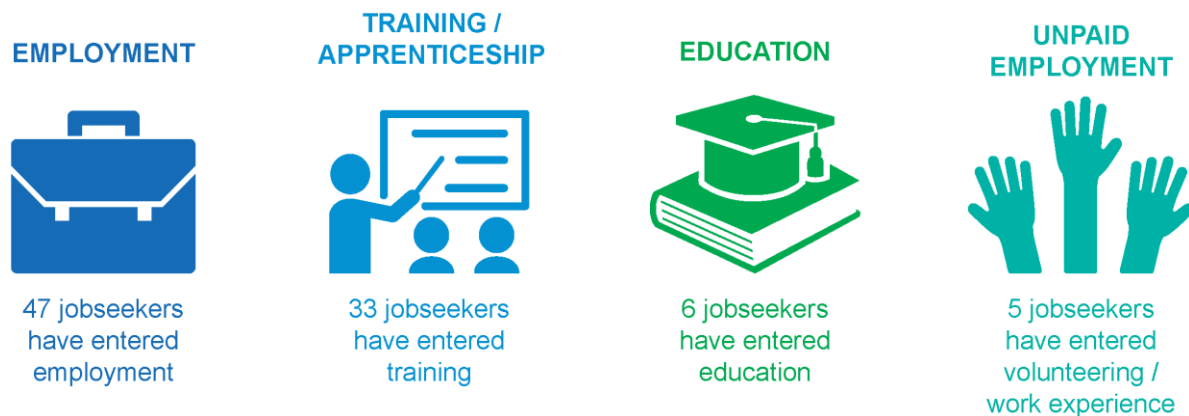 EMPLOYMENT
47 jobseekers
have entered
employment
TRAINING /
APPRENTICESHIP
33 jobseekers
have entered
training
EDUCATION
6 jobseekers
have entered
education
UNPAID
EMPLOYMENT
5 jobseekers
have entered
volunteering /
work experience